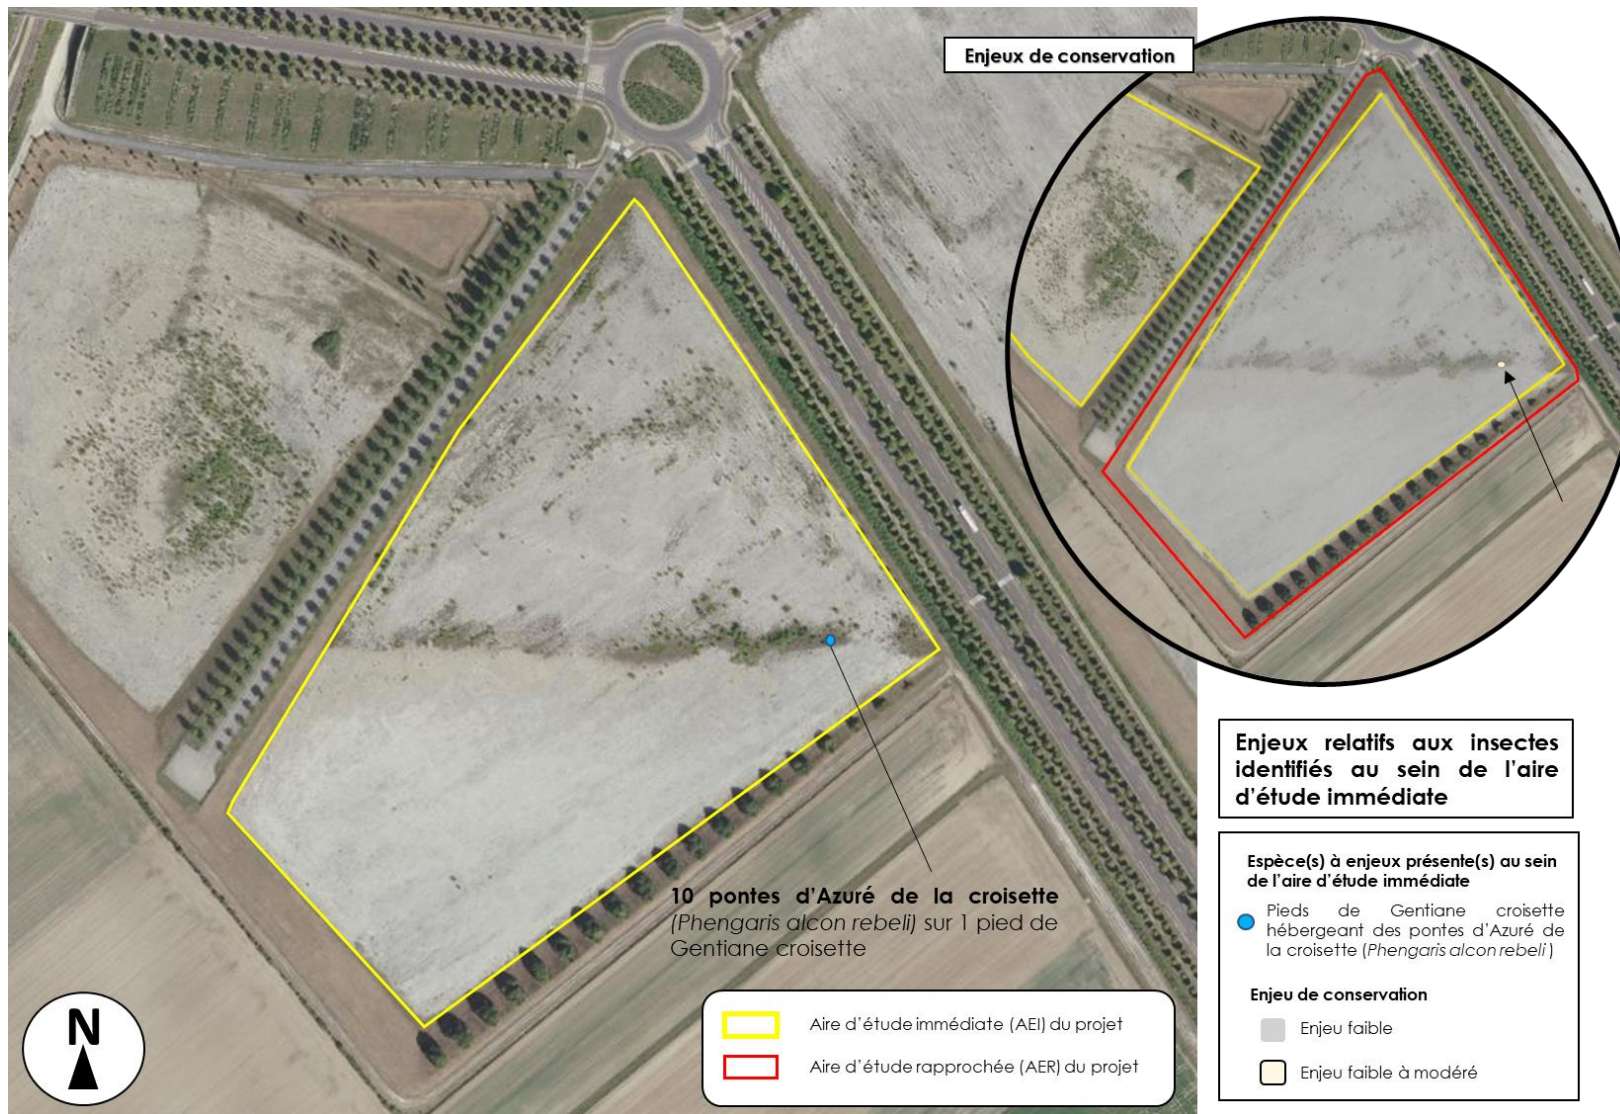 Enjeux de conservation
10 pontes d'Azuré de la croisette
(Phengaris alcon rebeli) sur 1 pied de
Gentiane croisette
N
Aire d'étude immédiate (AEI) du projet
Aire d'étude rapprochée (AER) du projet
Enjeux relatifs aux insectes
identifiés au sein de l'aire
d'étude immédiate
Espèce(s) à enjeux présente(s) au sein
de l'aire d'étude immédiate
Pieds de Gentiane croisette
hébergeant des pontes d'Azuré de
la croisette (Phengaris alcon rebeli )
Enjeu de conservation
Enjeu faible
Enjeu faible à modéré